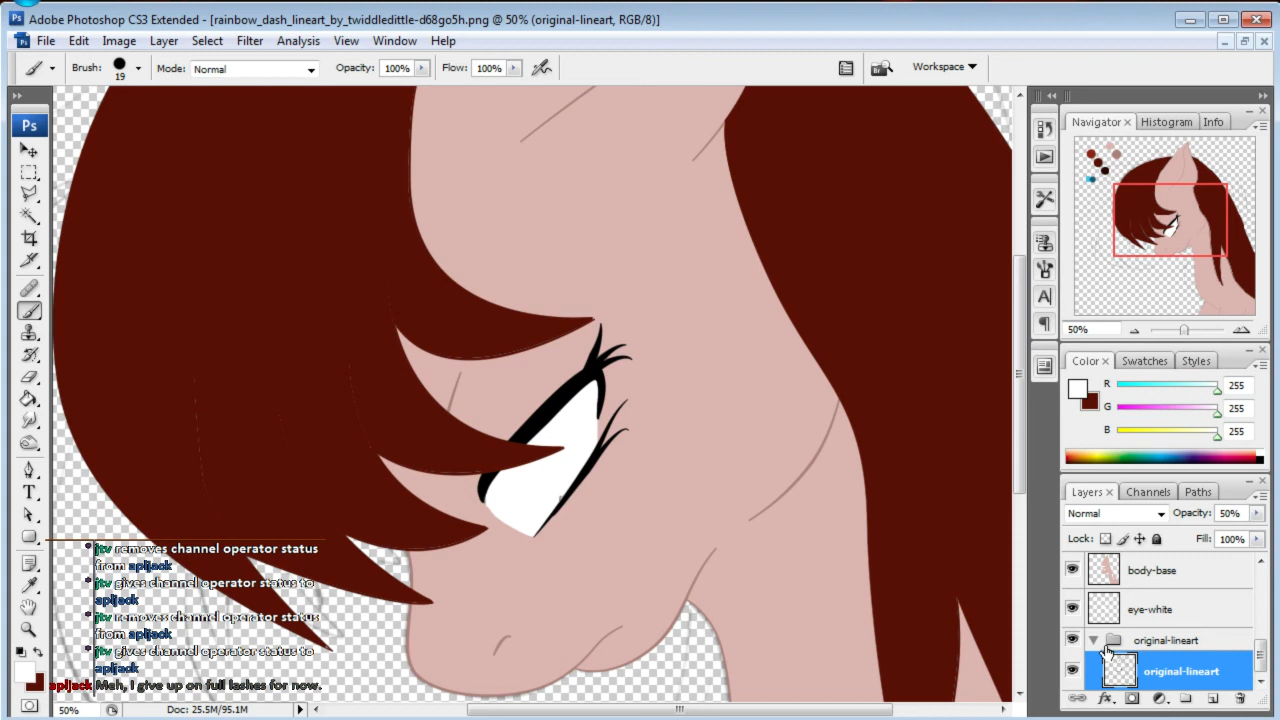 Adobe Photoshop CS3 Extended - [rainbow_dash_lineart_by_twiddledittle-d68go5h.png @ 50% (original-lineart, RGB/8)]
File Edit Image Layer Select Filter Analysis View Window Help
Brush: 19 Mode: Normal Opacity: 100% Flow: 100% Workspace
Ps
Navigator Histogram Info
50%
Color Swatches Styles
R 255
G 255
B 255
Layers Channels Paths
Normal Opacity: 50%
Lock: Fill: 100%
body-base
eye-white
original-lineart
original-lineart
* jtv removes channel operator status
from apljack
* jtv gives channel operator status to
apljack
* jtv removes channel operator status
from apljack
* jtv gives channel operator status to
apljack
apljack Meh, I give up on full lashes for now.
50% Doc: 25.5M/95.1M